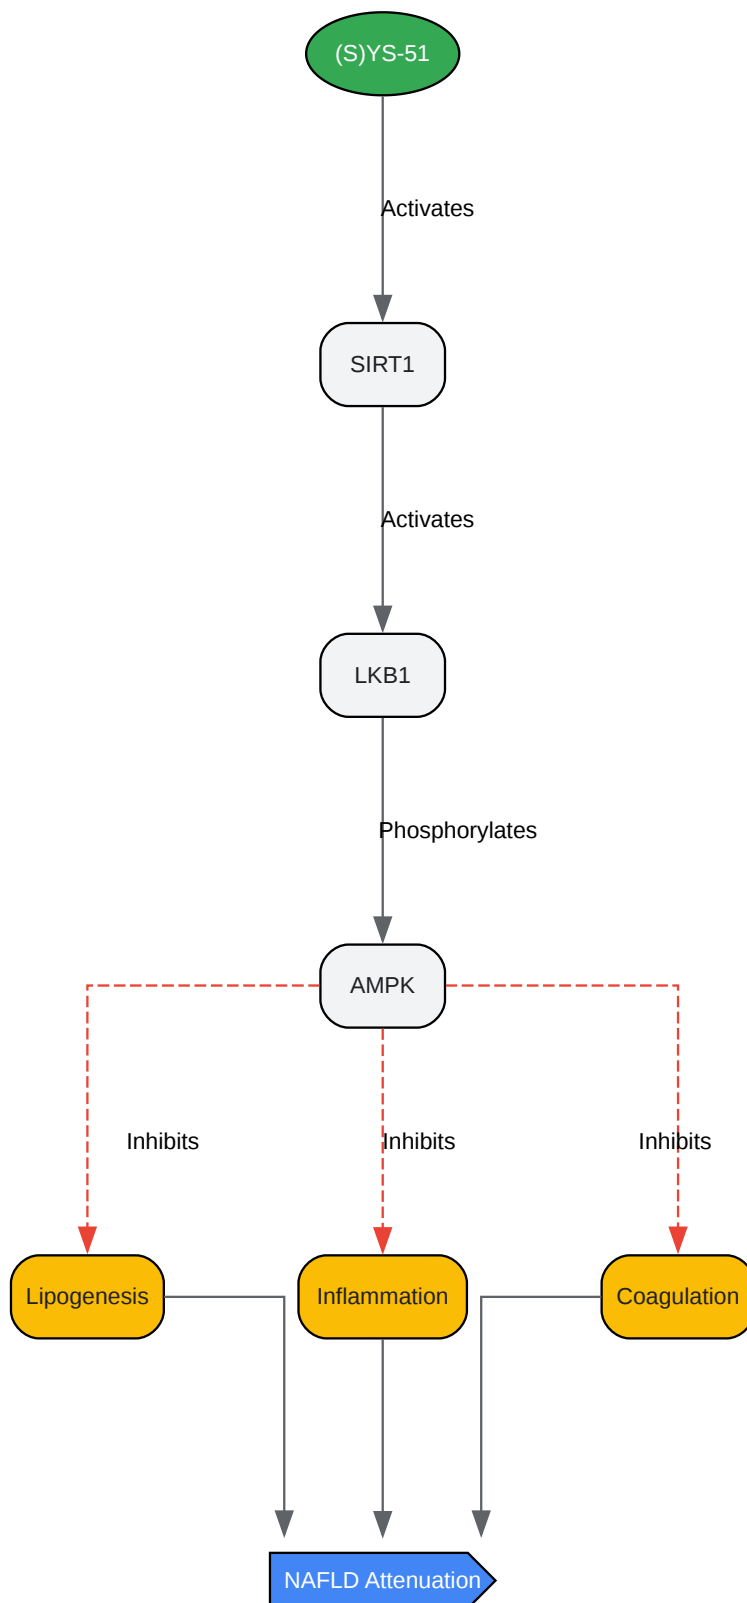 (S)YS-51
Activates
SIRT1
Activates
LKB1
Phosphorylates
AMPK
Inhibits
Inhibits
Inhibits
Lipogenesis
Inflammation
Coagulation
NAFLD Attenuation